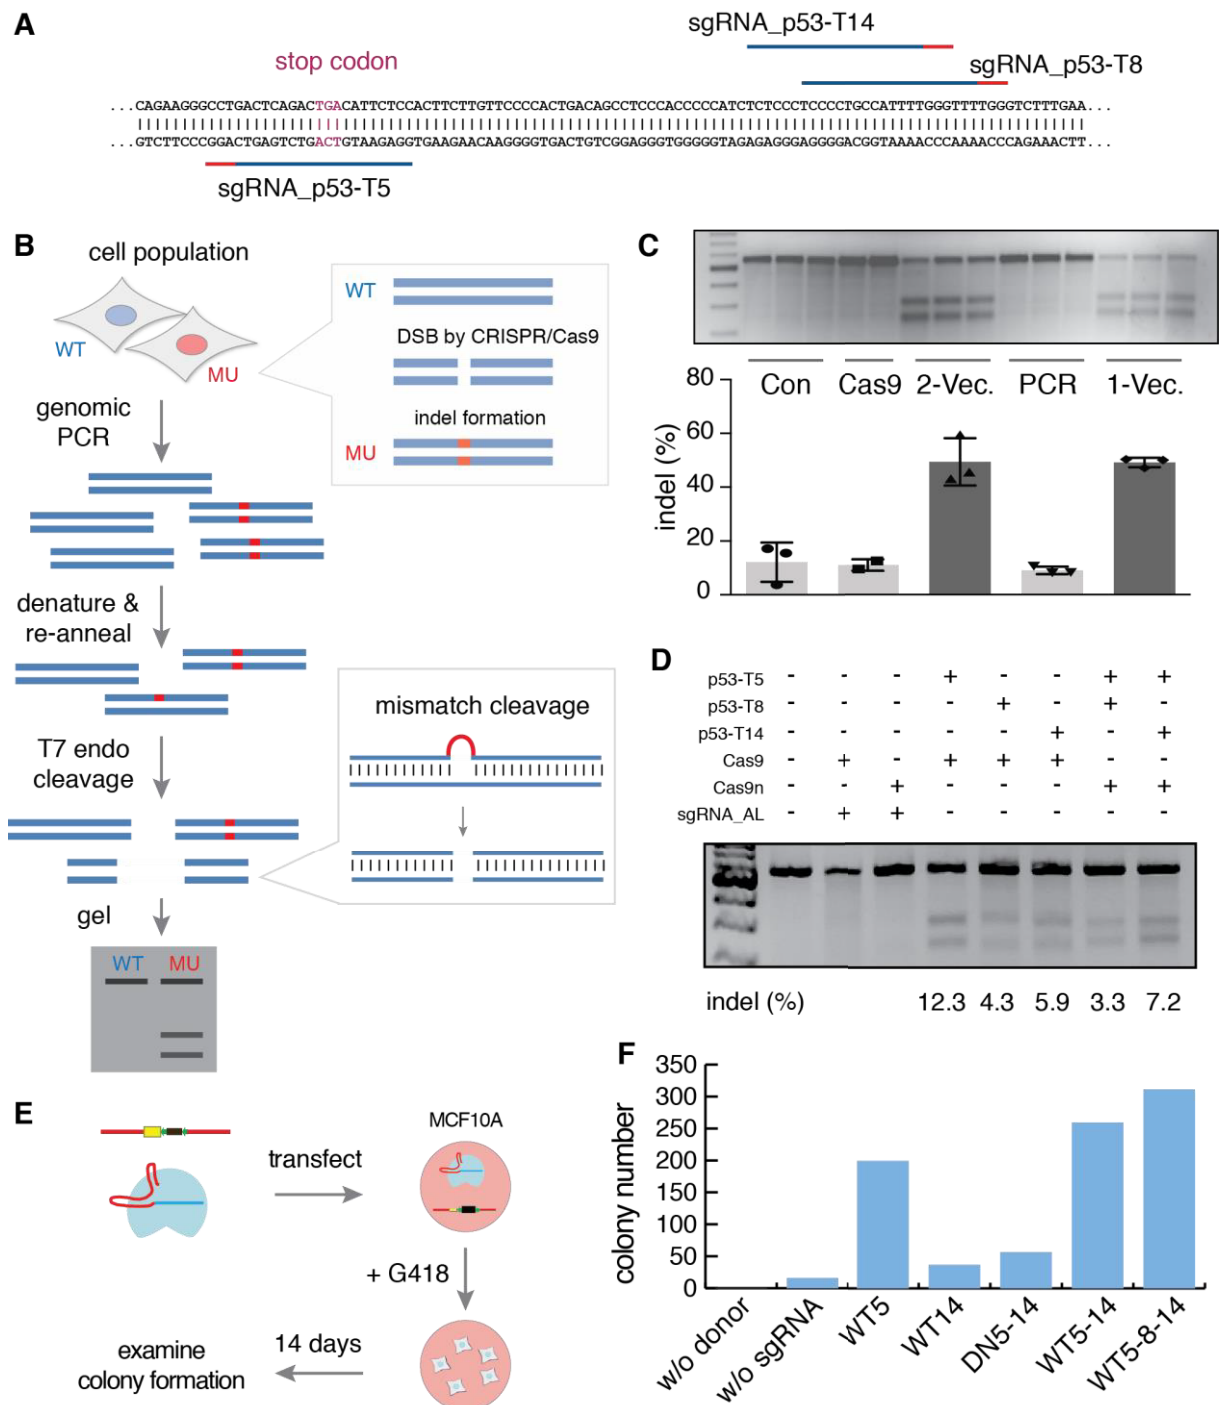 A
sgRNA_p53-T14
stop codon
sgRNA_p53-T8
...CAGAAGGGCCTGACTCAGACTGACATTCTCCACTTCTTGTTCCCCACTGACAGCCTCCCACCCCCATCTCTCCCTCCCCTGCCATTTTGGGTTTTGGGTCTTTGAA...
...GTCTTCCCGGACTGAGTCTGACTGTAAGAGGTGAAGAACAAGGGGTGACTGTCGGAGGGTGGGGGTAGAGAGGGAGGGGACGGTAAAACCCAAAACCCAGAAACTT...
sgRNA_p53-T5
B
cell population
WT
MU
WT
DSB by CRISPR/Cas9
indel formation
MU
genomic
PCR
denature &
re-anneal
T7 endo
cleavage
mismatch cleavage
gel
WT MU
C
Con Cas9 2-Vec. PCR 1-Vec.
indel (%)
80
60
40
20
0
D
p53-T5 - - - + - - + +
p53-T8 - - - - + - + -
p53-T14 - - - - - + - +
Cas9 - + - + + + - -
Cas9n - - + - - - + +
sgRNA_AL - + + - - - - -
indel (%) 12.3 4.3 5.9 3.3 7.2
E
transfect
MCF10A
+ G418
14 days
examine
colony formation
F
colony number
350
300
250
200
150
100
50
0
w/o donor
w/o sgRNA
WT5
WT14
DN5-14
WT5-14
WT5-8-14